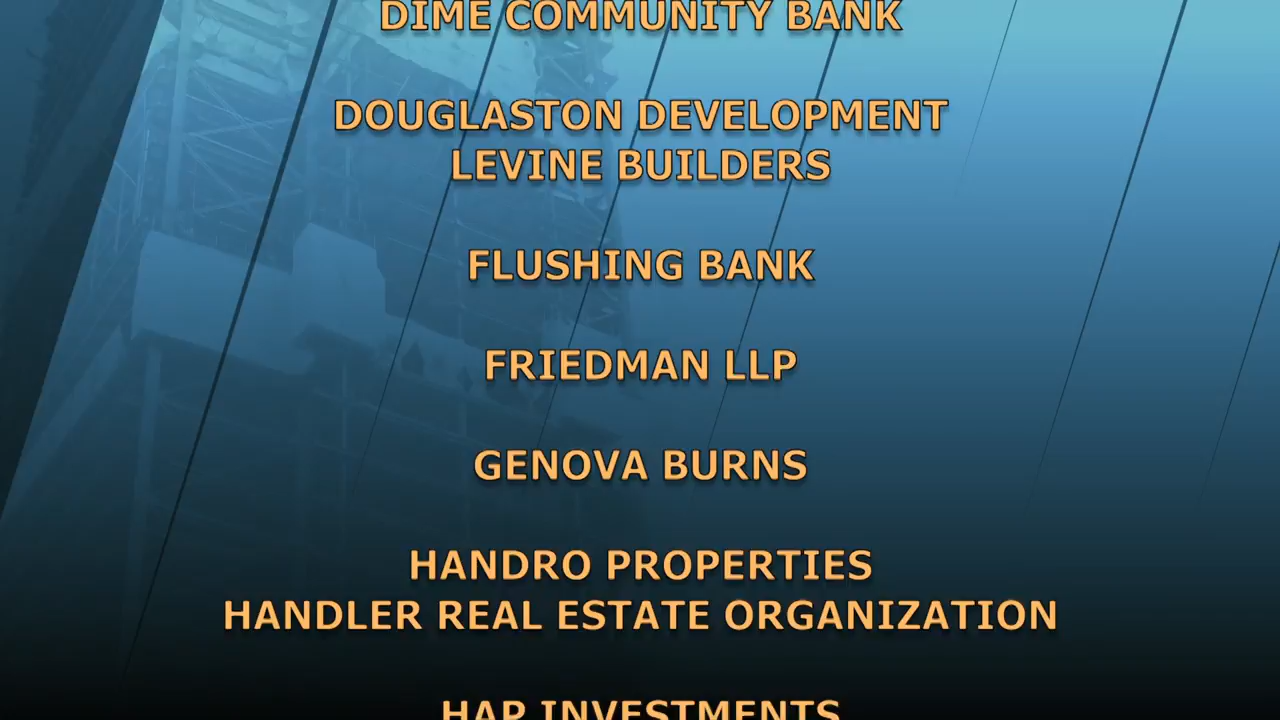 DIME COMMUNITY BANK
DOUGLASTON DEVELOPMENT
LEVINE BUILDERS
FLUSHING BANK
FRIEDMAN LLP
GENOVA BURNS
HANDRO PROPERTIES
HANDLER REAL ESTATE ORGANIZATION
HAP INVESTMENTS